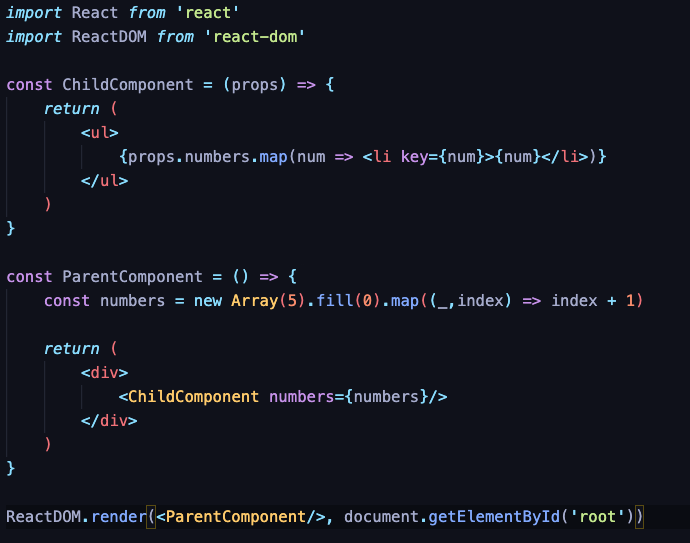 import React from 'react'
import ReactDOM from 'react-dom'

const ChildComponent = (props) => {
    return (
        <ul>
            {props.numbers.map(num => <li key={num}>{num}</li>)}
        </ul>
    )
}

const ParentComponent = () => {
    const numbers = new Array(5).fill(0).map((_,index) => index + 1)

    return (
        <div>
            <ChildComponent numbers={numbers}/>
        </div>
    )
}

ReactDOM.render(<ParentComponent/>, document.getElementById('root'))